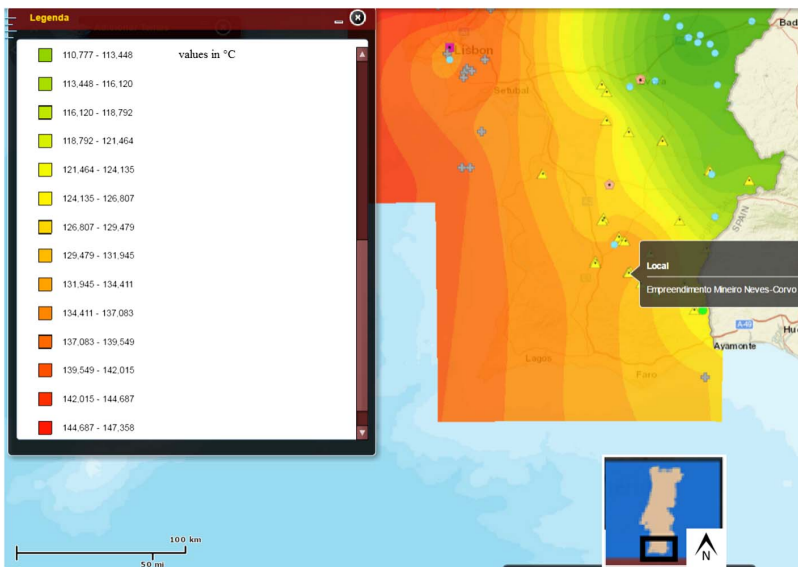 Legenda
110,777 - 113,448 values in °C
113,448 - 116,120
116,120 - 118,792
118,792 - 121,464
121,464 - 124,135
124,135 - 126,807
126,807 - 129,479
129,479 - 131,945
131,945 - 134,411
134,411 - 137,083
137,083 - 139,549
139,549 - 142,015
142,015 - 144,687
144,687 - 147,358
Bad
Lisbon
Setubal
SPAIN
Local
Empreendimento Mineiro Neves-Corvo
A-49
Hu
Ayamonte
Lagos
Faro
100 km
50 mi
N